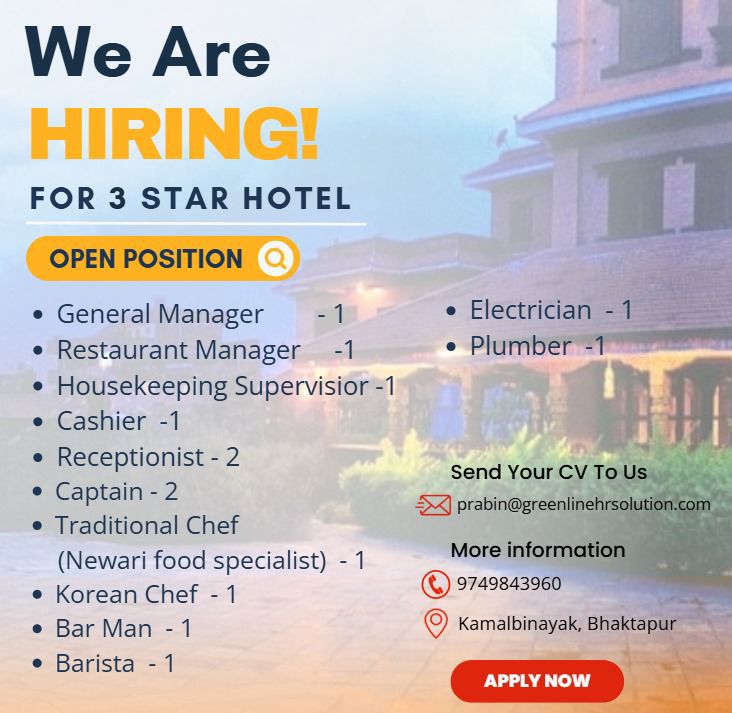 We Are
HIRING!
FOR 3 STAR HOTEL
OPEN POSITION
• General Manager - 1
• Restaurant Manager -1
• Housekeeping Supervisior -1
• Cashier -1
• Receptionist - 2
• Captain - 2
• Traditional Chef
(Newari food specialist) - 1
• Korean Chef - 1
• Bar Man - 1
• Barista - 1
• Electrician - 1
• Plumber -1
Send Your CV To Us
prabin@greenlinehrsolution.com
More information
9749843960
Kamalbinayak, Bhaktapur
APPLY NOW